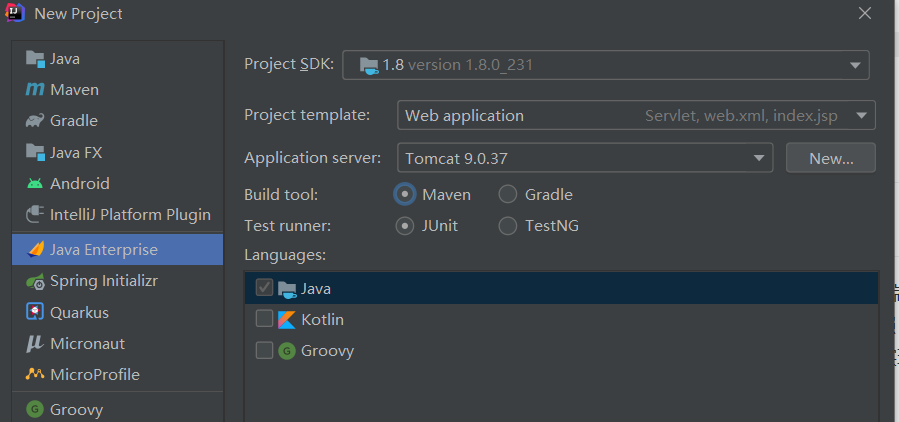 New Project
Java
Maven
Gradle
Java FX
Android
IntelliJ Platform Plugin
Java Enterprise
Spring Initializr
Quarkus
Micronaut
MicroProfile
Groovy
Project SDK: 1.8 version 1.8.0_231
Project template: Web application Servlet, web.xml, index.jsp
Application server: Tomcat 9.0.37 New...
Build tool: Maven Gradle
Test runner: JUnit TestNG
Languages:
Java
Kotlin
Groovy